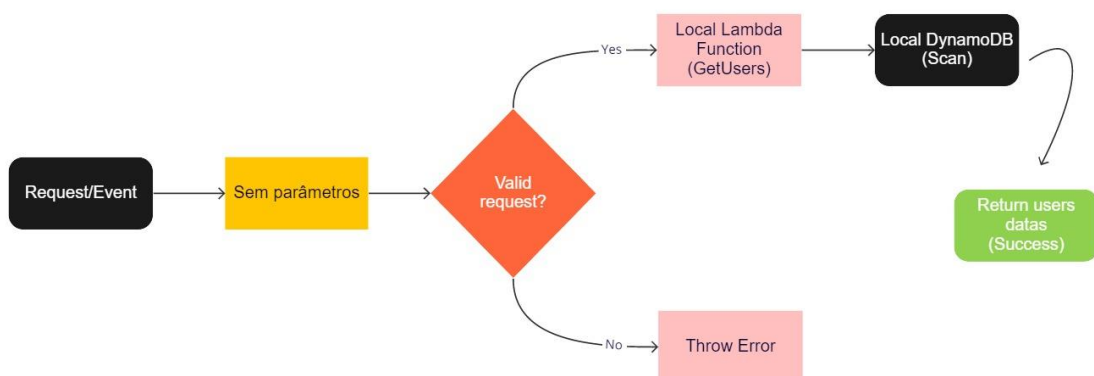 Request/Event
Sem parâmetros
Valid
request?
Yes
Local Lambda
Function
(GetUsers)
Local DynamoDB
(Scan)
Return users
datas
(Success)
No
Throw Error